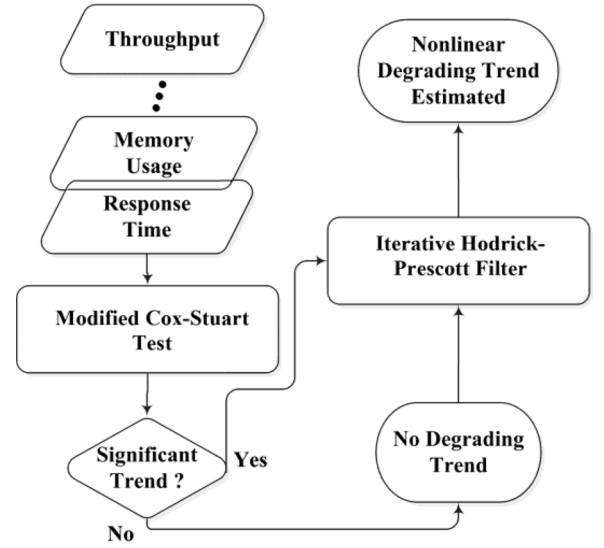 Throughput
Memory
Usage
Response
Time
Modified Cox-Stuart
Test
Significant
Trend ?
Yes
No
No Degrading
Trend
Iterative Hodrick-
Prescott Filter
Nonlinear
Degrading Trend
Estimated